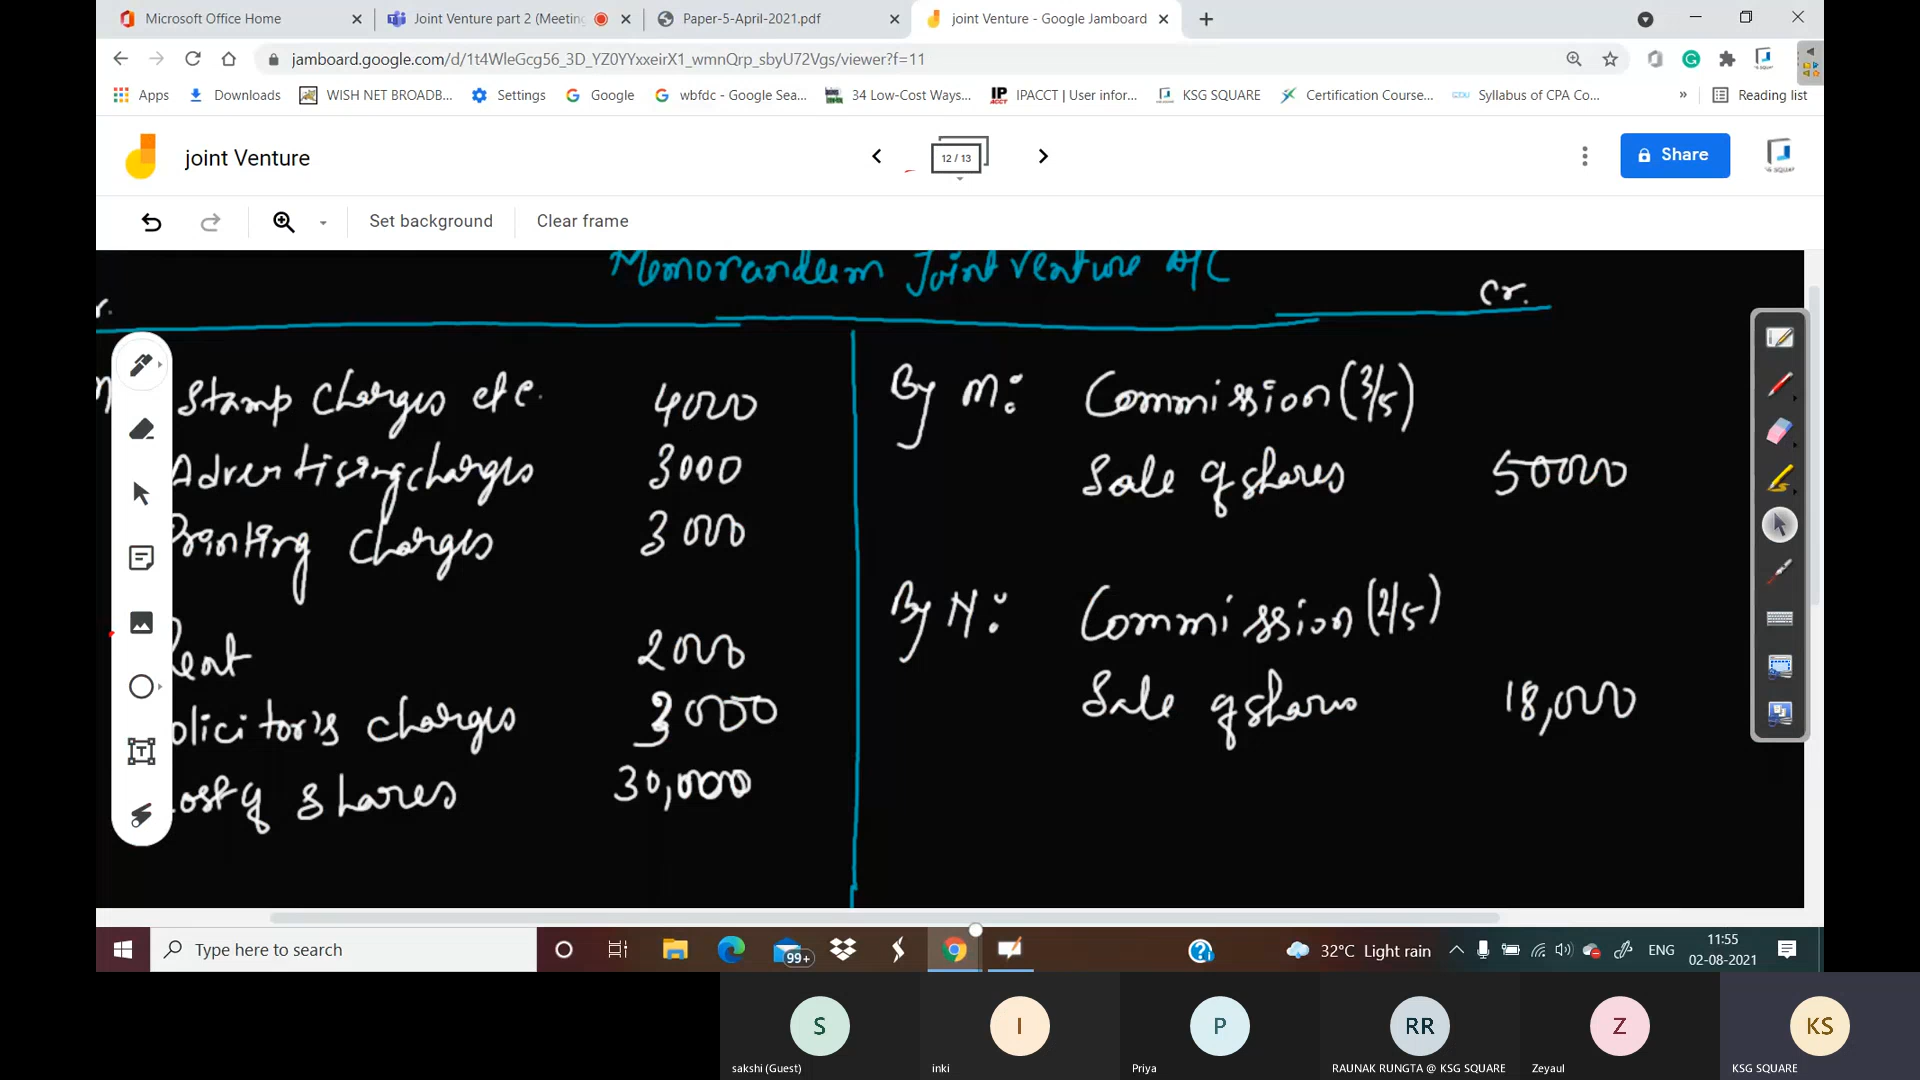 Microsoft Office Home
Joint Venture part 2 (Meetin
Paper-5-April-2021.pdf
joint Venture - Google Jamboard
jamboard.google.com/d/1t4WleGcg56_3D_YZ0YYxxeirX1_wmnQrp_sbyU72Vgs/viewer?f=11
Apps Downloads WISH NET BROADB... Settings Google wbfdc - Google Sea... 34 Low-Cost Ways... IPACCT | User infor... KSG SQUARE Certification Course... Syllabus of CPA Co... » Reading list
joint Venture
12 / 13
Share
Set background Clear frame
Memorandum Joint Venture A/C
Cr.
Stamp charges etc. 4000
Advertising charges 3000
Printing charges 3000
Rent 2000
olicitor's charges 3000
ost of shares 30,000
By M: Commission (3/5)
Sale of shares 50000
By N: Commission (2/5)
Sale of shares 18,000
Type here to search
99+
32°C Light rain
ENG
11:55
02-08-2021
S
I
P
RR
Z
KS
sakshi (Guest)
inki
Priya
RAUNAK RUNGTA @ KSG SQUARE
Zeyaul
KSG SQUARE